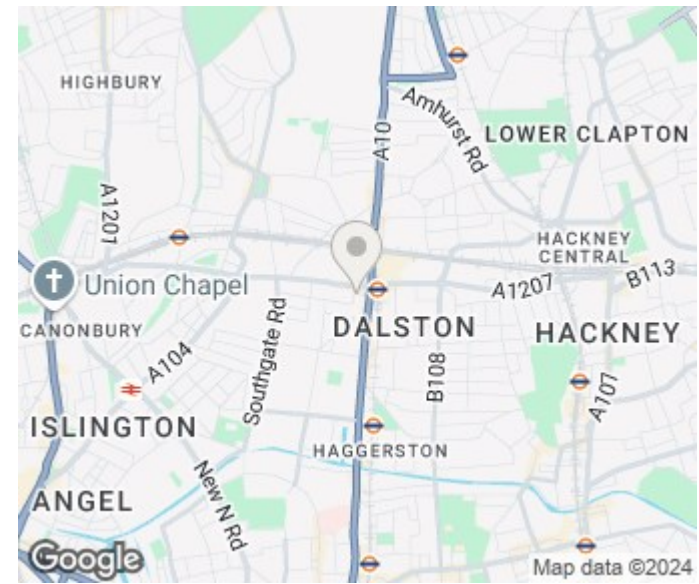 HIGHBURY
Amhurst Rd
A10
LOWER CLAPTON
A1207
HACKNEY
CENTRAL
B113
Union Chapel
A1207
CANONBURY
DALSTON
HACKNEY
A104
Southgate Rd
B108
A107
ISLINGTON
HAGGERSTON
New N Rd
ANGEL
Google
Map data ©2024